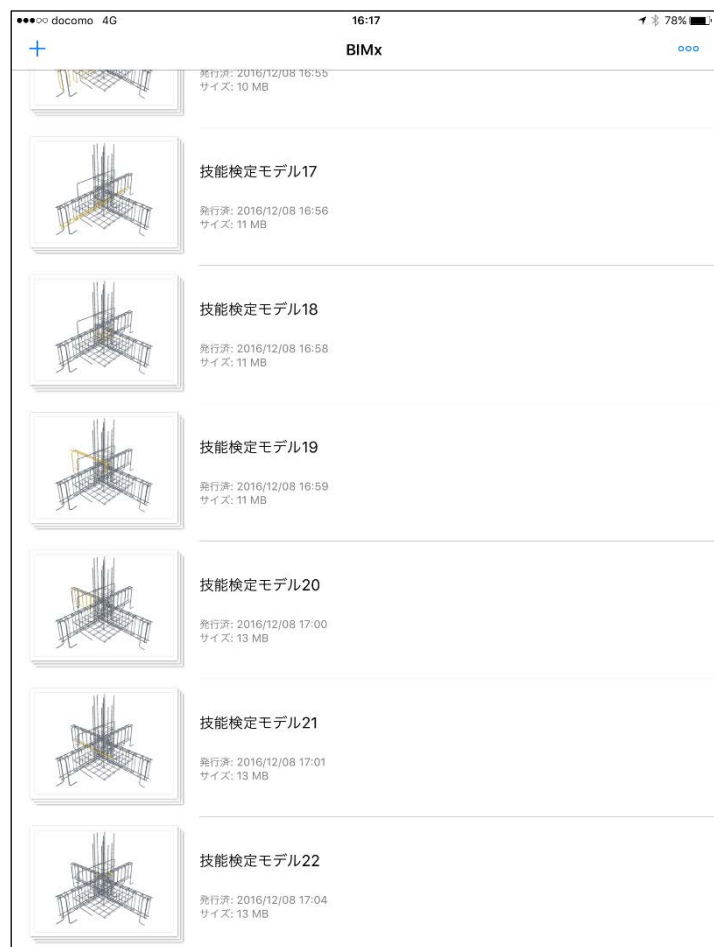 docomo 4G 16:17 78%
BIMx
発行済: 2016/12/08 16:55
サイズ: 10 MB
技能検定モデル17
発行済: 2016/12/08 16:56
サイズ: 11 MB
技能検定モデル18
発行済: 2016/12/08 16:58
サイズ: 11 MB
技能検定モデル19
発行済: 2016/12/08 16:59
サイズ: 11 MB
技能検定モデル20
発行済: 2016/12/08 17:00
サイズ: 13 MB
技能検定モデル21
発行済: 2016/12/08 17:01
サイズ: 13 MB
技能検定モデル22
発行済: 2016/12/08 17:04
サイズ: 13 MB